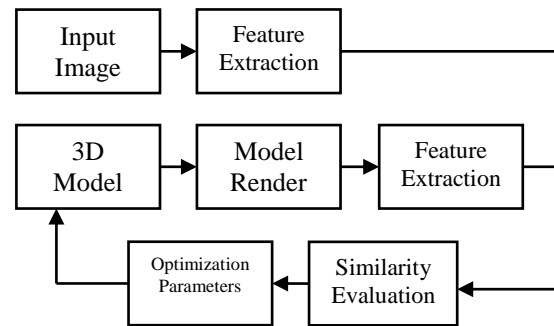 Input
Image
Feature
Extraction
3D
Model
Model
Render
Feature
Extraction
Optimization
Parameters
Similarity
Evaluation